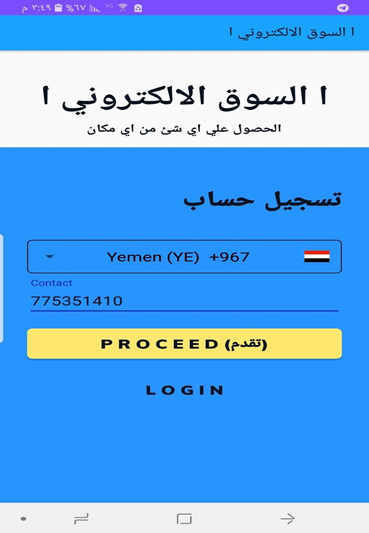 ٣:٤٩ م ٦٧%
ا السوق الالكتروني ا
ا السوق الالكتروني ا
الحصول علي اي شئ من اي مكان
تسجيل حساب
Yemen (YE) +967
Contact
775351410
PROCEED (تقدم)
LOGIN